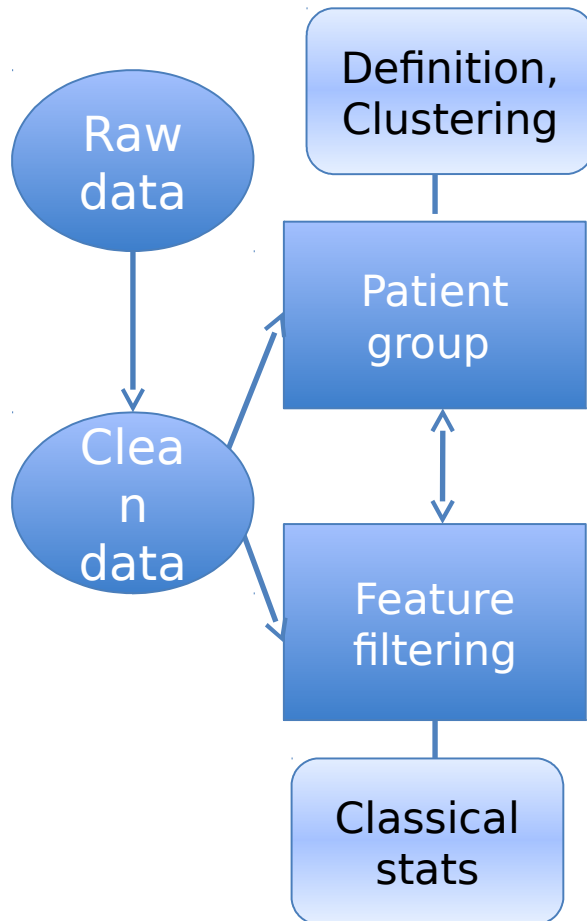 Definition,
Clustering
Raw
data
Patient
group
Clea
n
data
Feature
filtering
Classical
stats